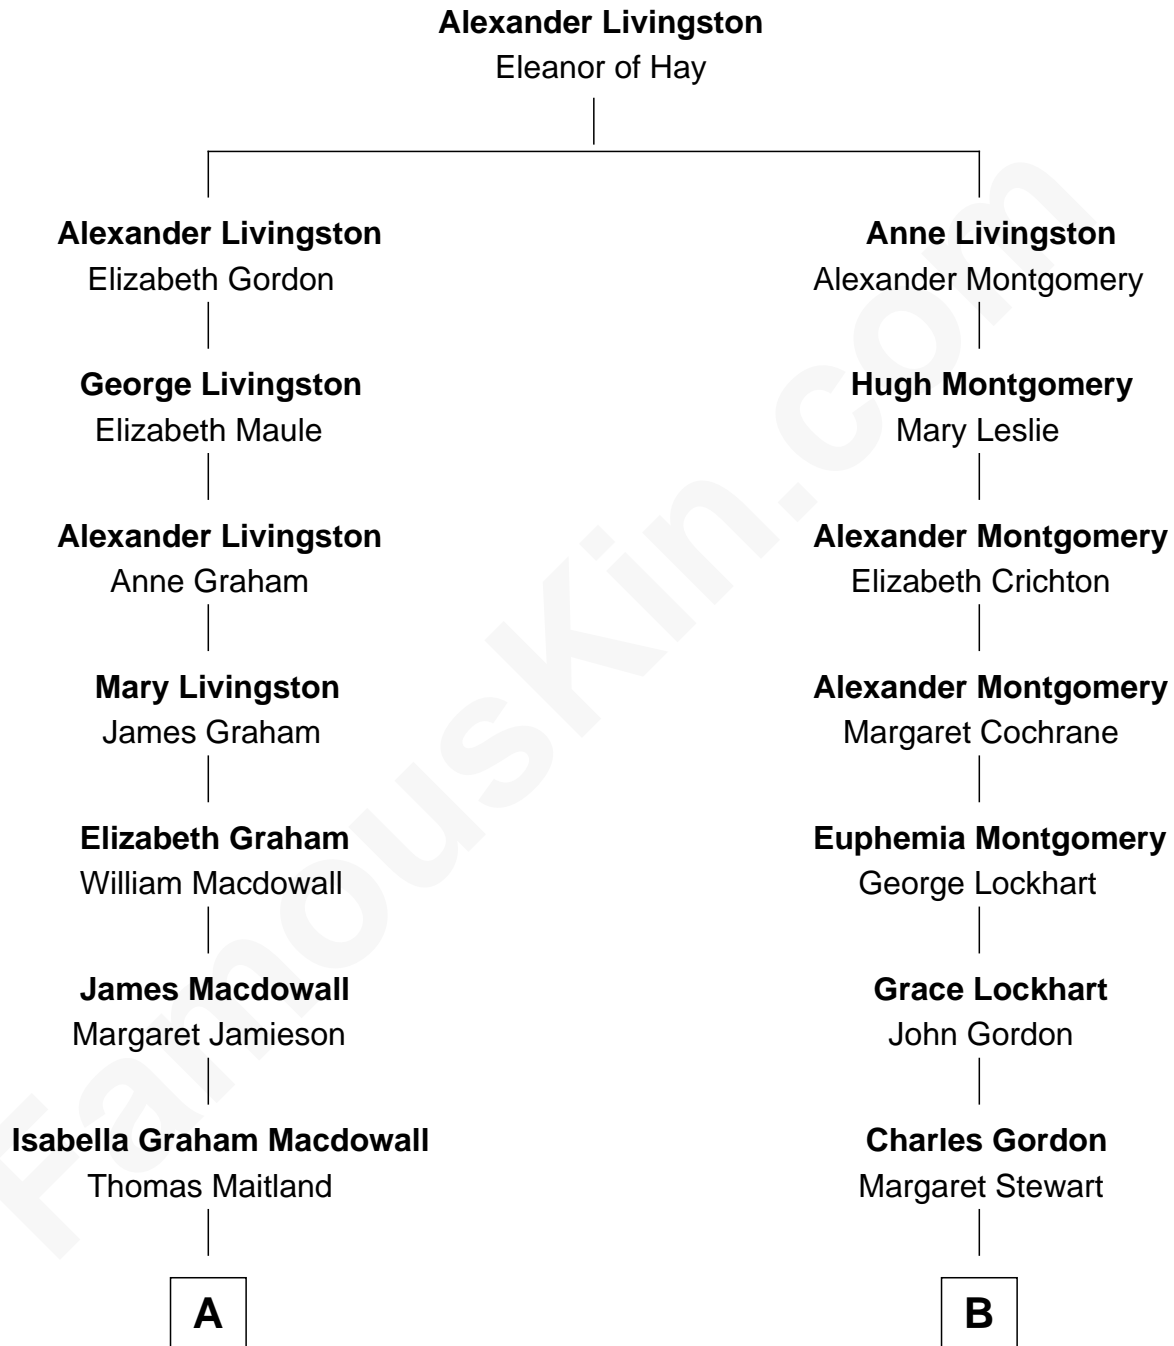 Alexander Livingston
Eleanor of Hay
Alexander Livingston
Elizabeth Gordon
George Livingston
Elizabeth Maule
Alexander Livingston
Anne Graham
Mary Livingston
James Graham
Elizabeth Graham
William Macdowall
James Macdowall
Margaret Jamieson
Isabella Graham Macdowall
Thomas Maitland
A
Anne Livingston
Alexander Montgomery
Hugh Montgomery
Mary Leslie
Alexander Montgomery
Elizabeth Crichton
Alexander Montgomery
Margaret Cochrane
Euphemia Montgomery
George Lockhart
Grace Lockhart
John Gordon
Charles Gordon
Margaret Stewart
B
FamousKin.com